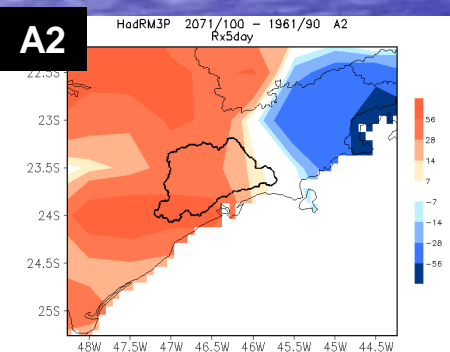 A2
HadRM3P 2071/100 - 1961/90 A2
Rx5day
22.5S
23S
23.5S
24S
24.5S
25S
48W 47.5W 47W 46.5W 46W 45.5W 45W 44.5W
56
28
14
7
-7
-14
-28
-56